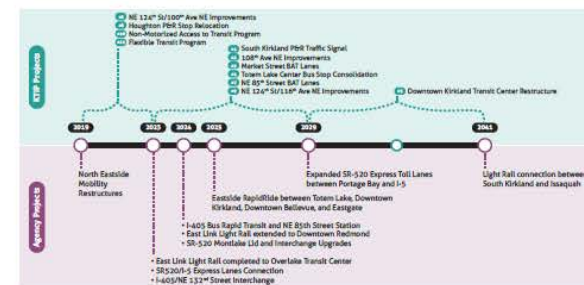 KTIP Projects
NE 124th St/100th Ave NE Improvements
Houghton P&R Stop Relocation
Non-Motorized Access to Transit Program
Flexible Transit Program
South Kirkland P&R Traffic Signal
108th Ave NE Improvements
Market Street BAT Lanes
Totem Lake Center Bus Stop Consolidation
NE 85th Street BAT Lanes
NE 124th St/116th Ave NE Improvements
Downtown Kirkland Transit Center Restructure
2019
2023
2024
2025
2029
2041
Agency Projects
North Eastside
Mobility
Restructures
Expanded SR-520 Express Toll Lanes
between Portage Bay and I-5
Light Rail connection between
South Kirkland and Issaquah
Eastside RapidRide between Totem Lake, Downtown
Kirkland, Downtown Bellevue, and Eastgate
• I-405 Bus Rapid Transit and NE 85th Street Station
• East Link Light Rail extended to Downtown Redmond
• SR-520 Montlake Lid and Interchange Upgrades
• East Link Light Rail completed to Overlake Transit Center
• SR520/I-5 Express Lanes Connection
• I-405/NE 132nd Street Interchange